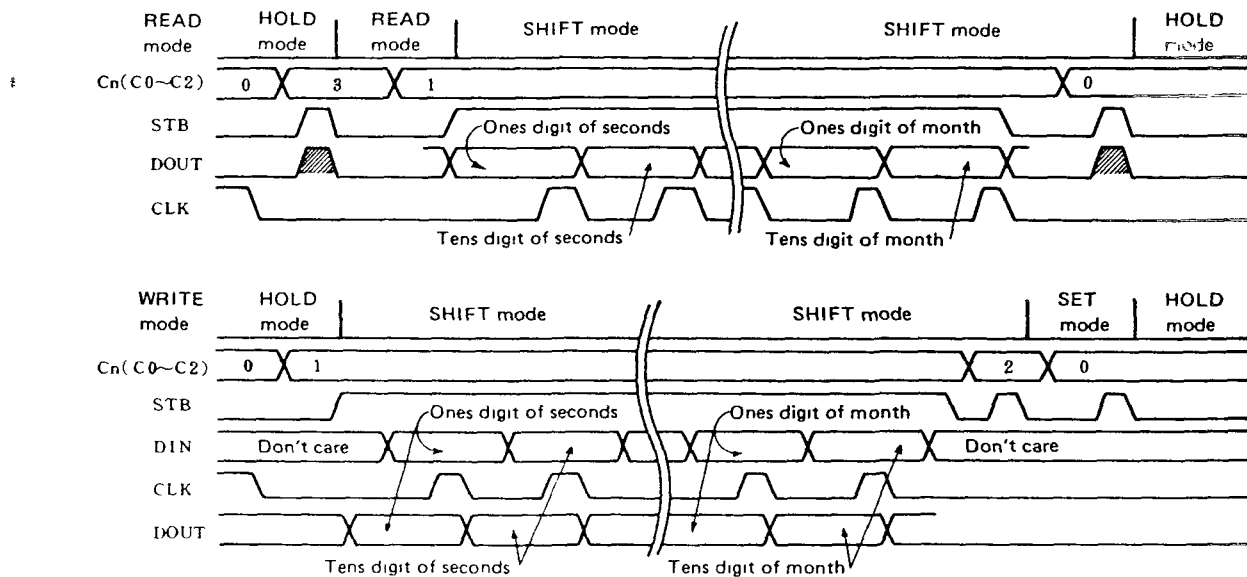 READ HOLD READ SHIFT mode SHIFT mode HOLD
mode mode mode mode
Cn(C0~C2) 0 3 1 0
STB
Ones digit of seconds Ones digit of month
DOUT
CLK
Tens digit of seconds Tens digit of month
WRITE HOLD SHIFT mode SHIFT mode SET HOLD
mode mode mode mode
Cn(C0~C2) 0 1 2 0
STB
Ones digit of seconds Ones digit of month
DIN Don't care Don't care
CLK
DOUT
Tens digit of seconds Tens digit of month